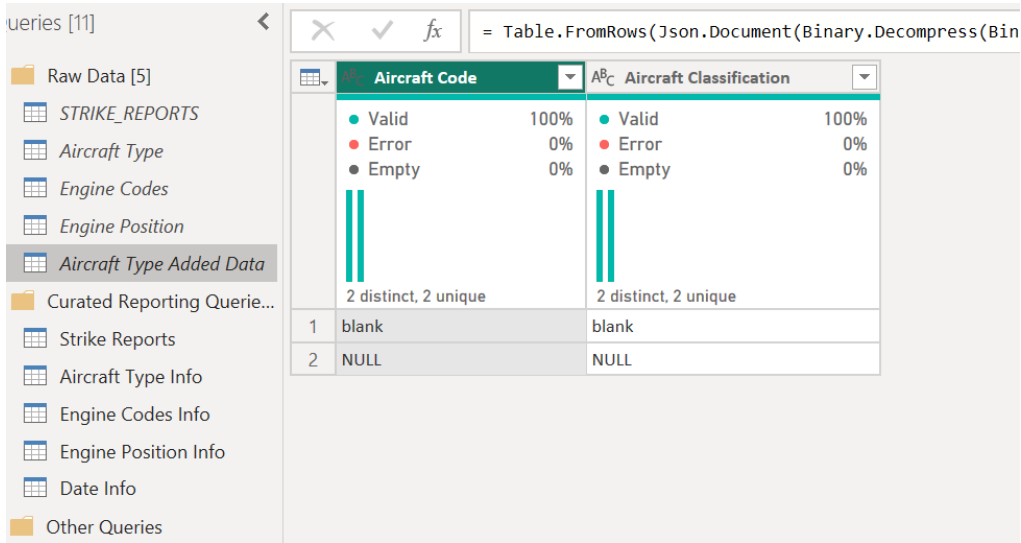 ueries [11]
Raw Data [5]
STRIKE_REPORTS
Aircraft Type
Engine Codes
Engine Position
Aircraft Type Added Data
Curated Reporting Querie...
Strike Reports
Aircraft Type Info
Engine Codes Info
Engine Position Info
Date Info
Other Queries
fx = Table.FromRows(Json.Document(Binary.Decompress(Bin
ABC Aircraft Code ABC Aircraft Classification
Valid 100% Valid 100%
Error 0% Error 0%
Empty 0% Empty 0%
2 distinct, 2 unique 2 distinct, 2 unique
1 blank blank
2 NULL NULL